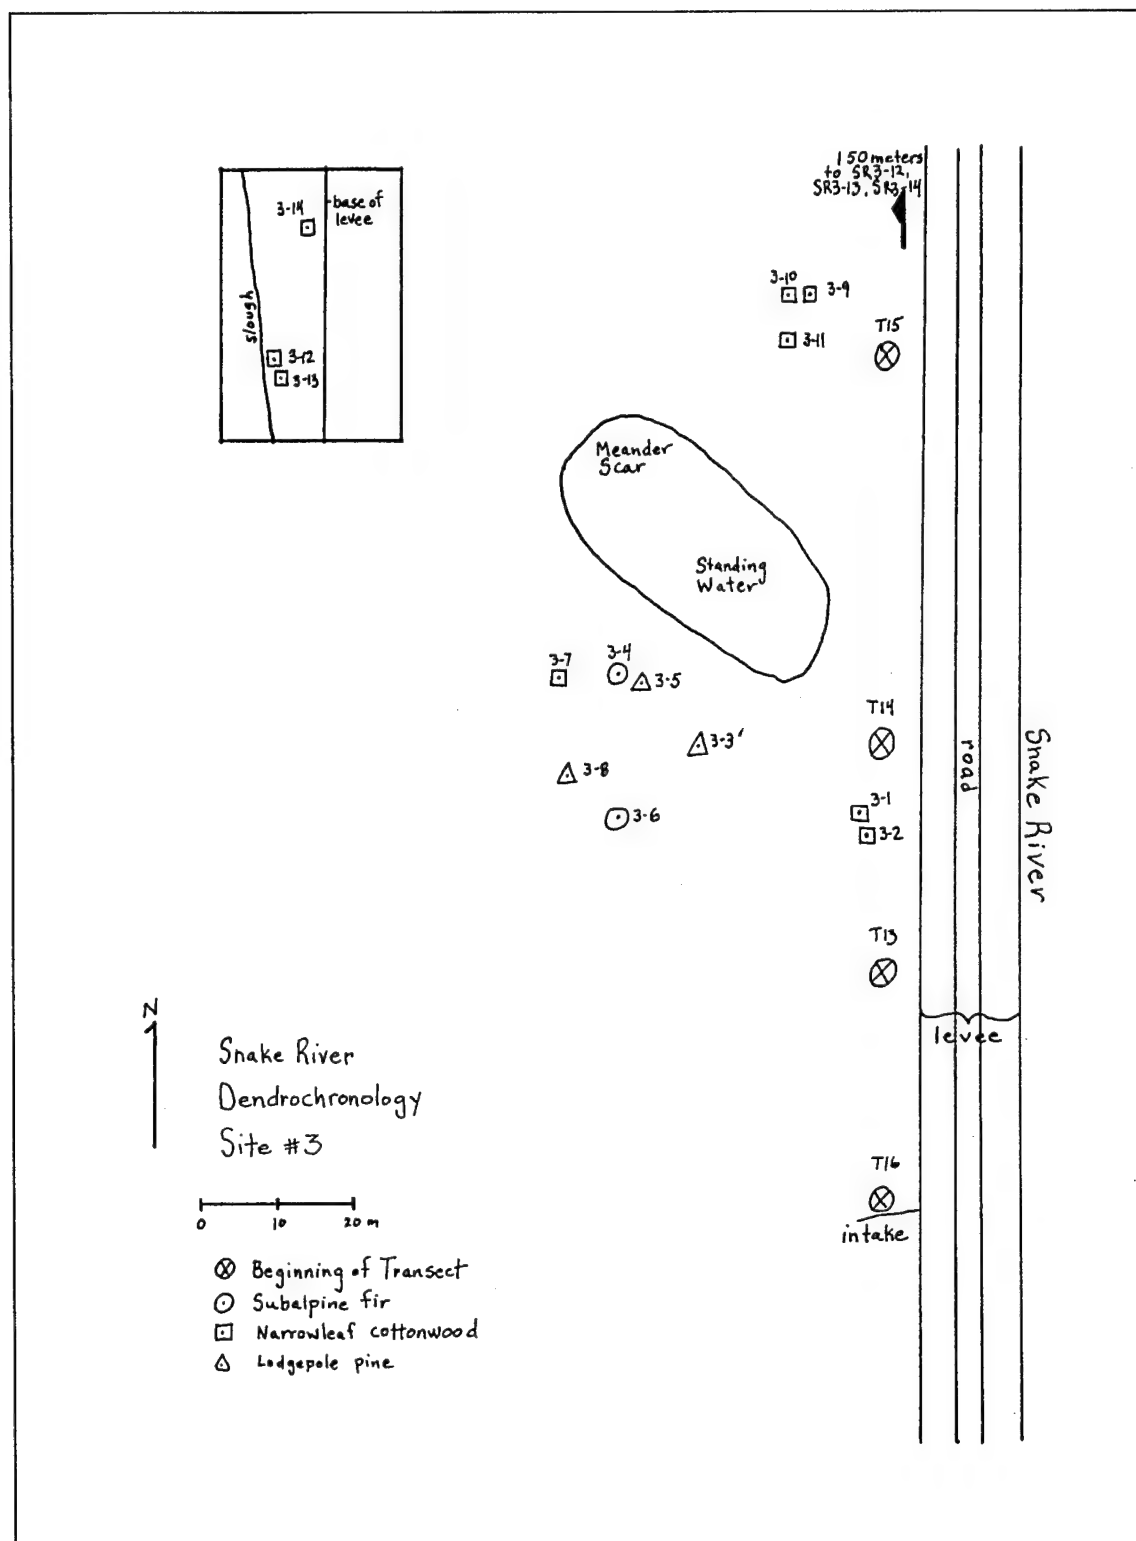 150 meters
to SR3-12,
SR3-13, SR3-14
3-14
base of
levee
slough
3-12
3-13
3-10
3-9
T15
3-11
Meander
Scar
Standing
Water
3-7
3-4
3-5
T14
3-3'
3-8
3-1
3-6
3-2
road
Snake River
T13
levee
N
Snake River
Dendrochronology
Site #3
T16
intake
0 10 20 m
Beginning of Transect
Subalpine fir
Narrowleaf cottonwood
Lodgepole pine